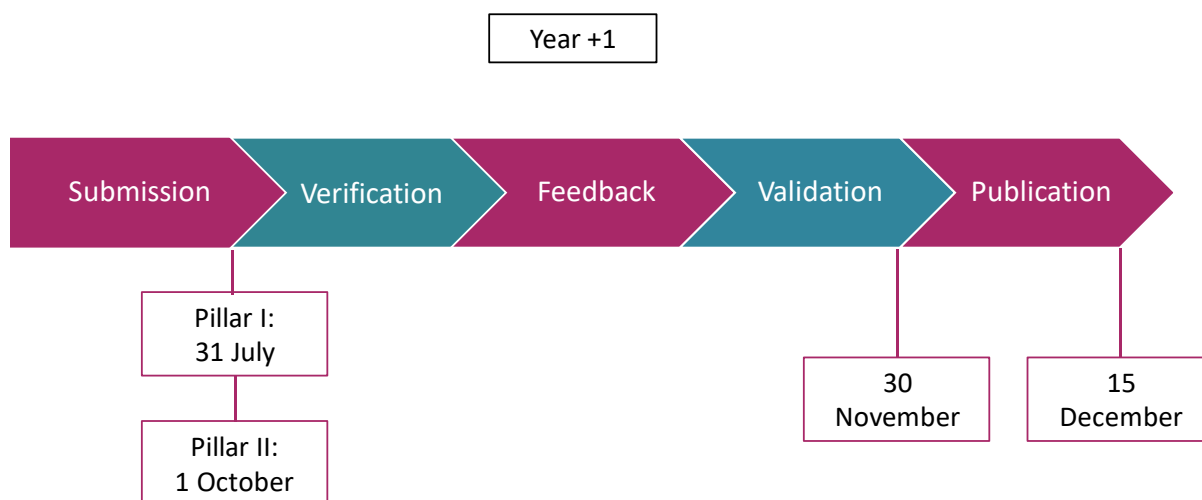 Year +1
Submission
Verification
Feedback
Validation
Publication
Pillar I:
31 July
Pillar II:
1 October
30
November
15
December